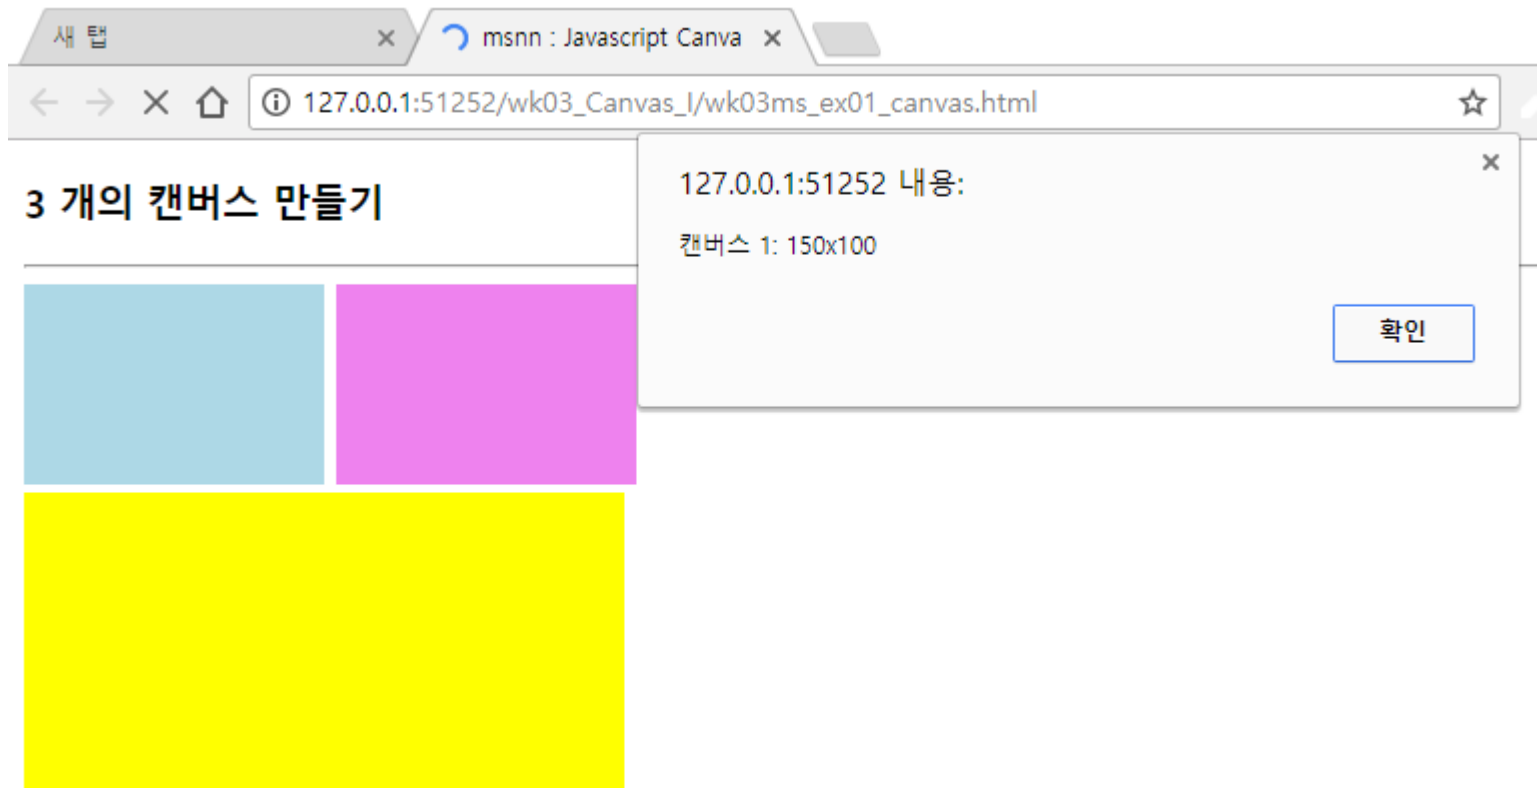 새 탭
msnn : Javascript Canva
127.0.0.1:51252/wk03_Canvas_I/wk03ms_ex01_canvas.html
3 개의 캔버스 만들기
127.0.0.1:51252 내용:
캔버스 1: 150x100
확인